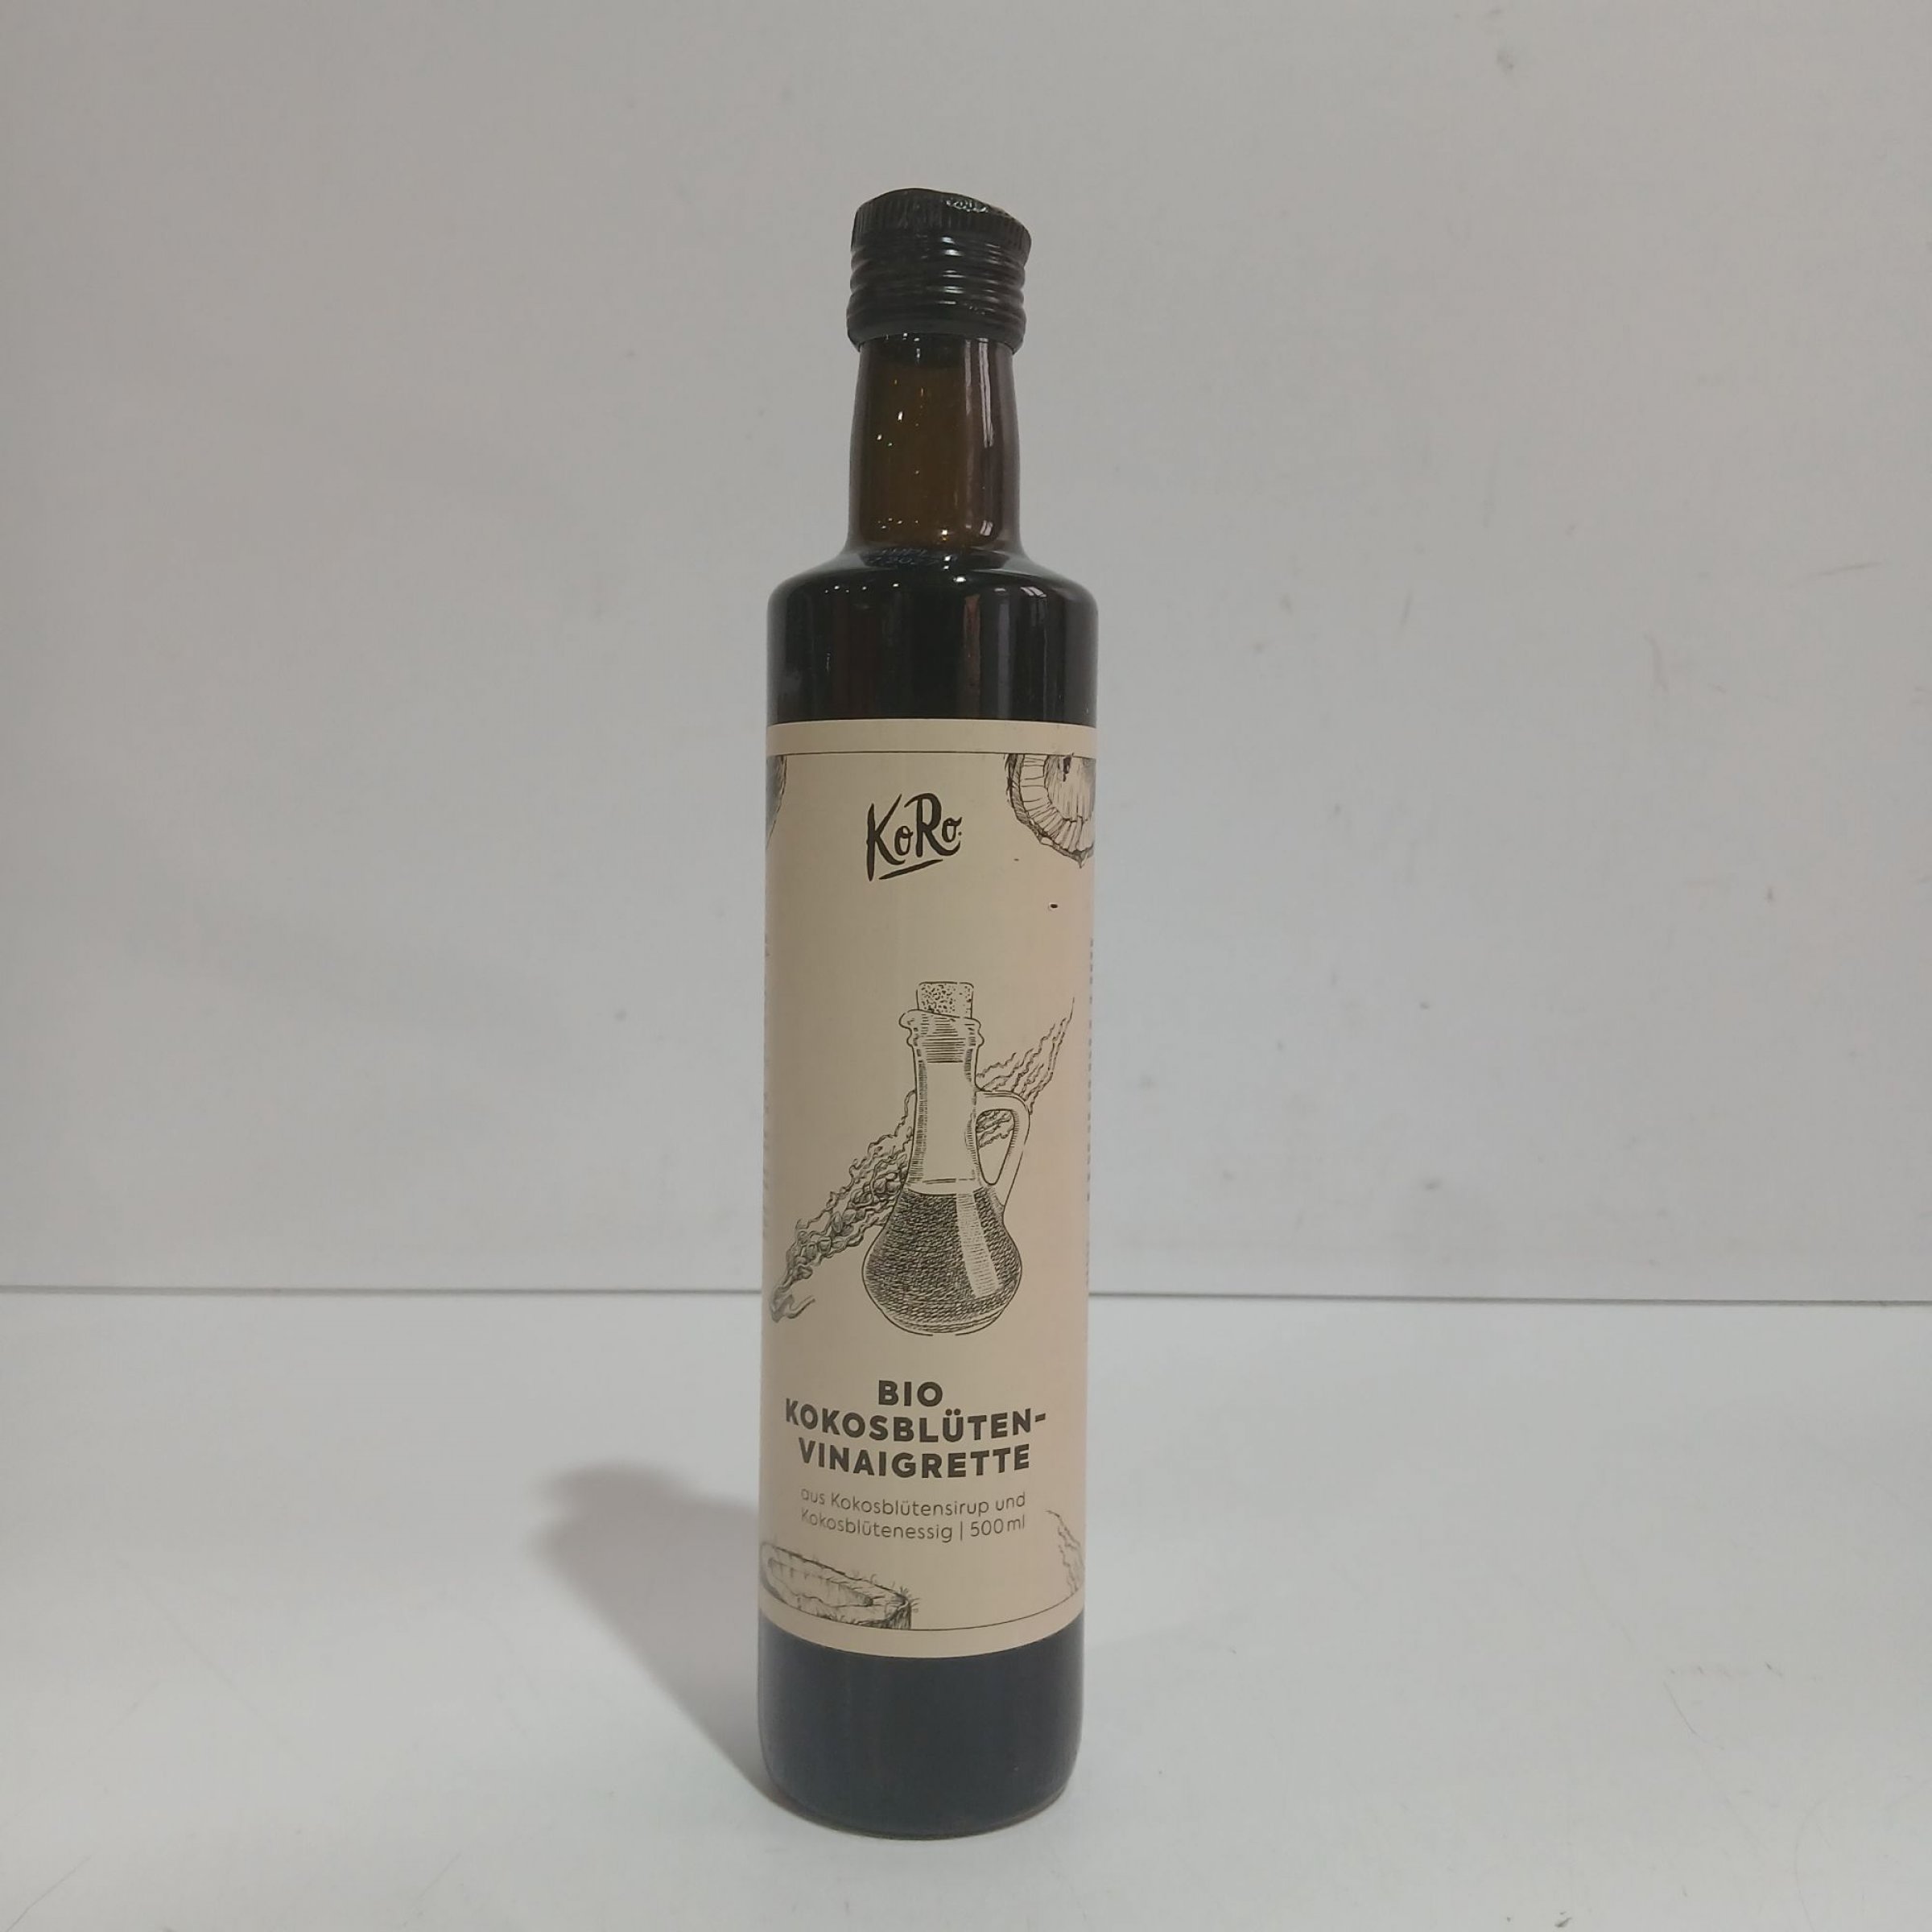 KoRo
BIO
KOKOSBLÜTEN-
VINAIGRETTE
aus Kokosblütensirup und
Kokosblütenessig | 500 ml